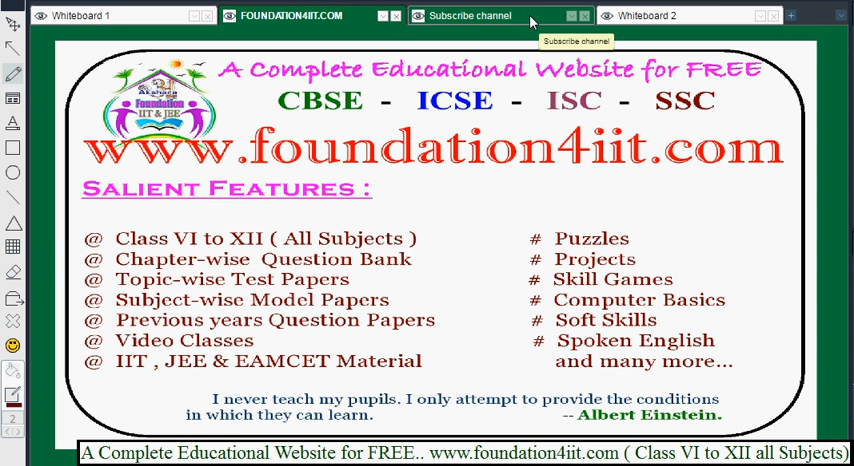 Whiteboard 1
FOUNDATION4IIT.COM
Subscribe channel
Whiteboard 2
Subscribe channel
A Complete Educational Website for FREE
CBSE - ICSE - ISC - SSC
Akshara
Foundation
IIT & JEE
www.foundation4iit.com
SALIENT FEATURES :
@ Class VI to XII ( All Subjects )
@ Chapter-wise Question Bank
@ Topic-wise Test Papers
@ Subject-wise Model Papers
@ Previous years Question Papers
@ Video Classes
@ IIT , JEE & EAMCET Material
# Puzzles
# Projects
# Skill Games
# Computer Basics
# Soft Skills
# Spoken English
and many more...
I never teach my pupils. I only attempt to provide the conditions
in which they can learn. -- Albert Einstein.
2
A Complete Educational Website for FREE.. www.foundation4iit.com ( Class VI to XII all Subjects)